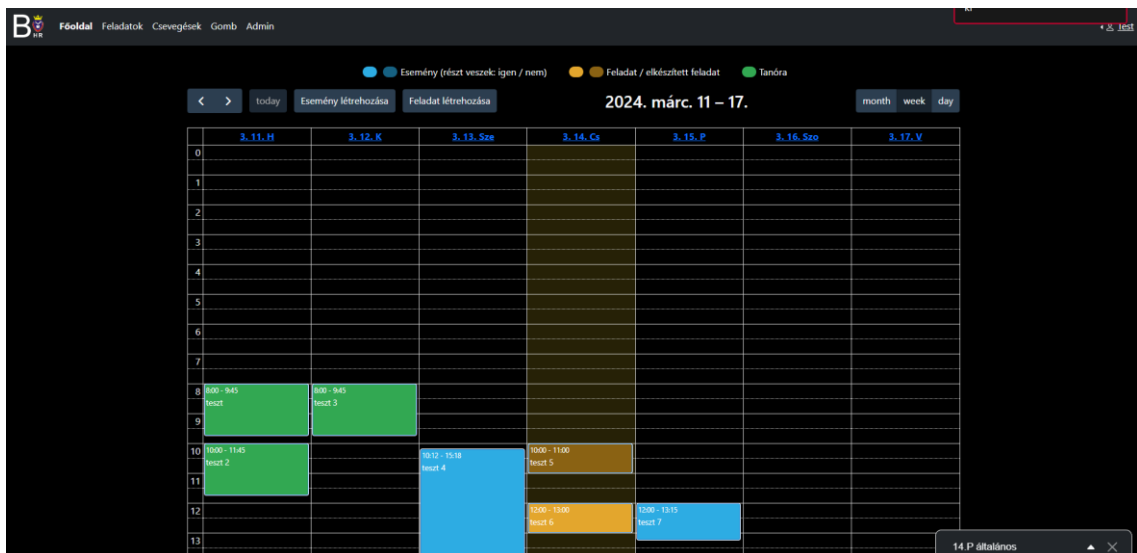 B HR Főoldal Feladatok Csevegések Gomb Admin Test
Esemény (részt veszek: igen / nem) Feladat / elkészített feladat Tanóra
today Esemény létrehozása Feladat létrehozása 2024. márc. 11 – 17. month week day
3. 11. H 3. 12. K 3. 13. Sze 3. 14. Cs 3. 15. P 3. 16. Szo 3. 17. V
0
1
2
3
4
5
6
7
8 8:00 - 9:45 8:00 - 9:45
teszt teszt 3
9
10 10:00 - 11:45 10:12 - 15:18 10:00 - 11:00
teszt 2 teszt 4 teszt 5
11
12 12:00 - 13:00 12:00 - 13:15
teszt 6 teszt 7
13
14.P általános